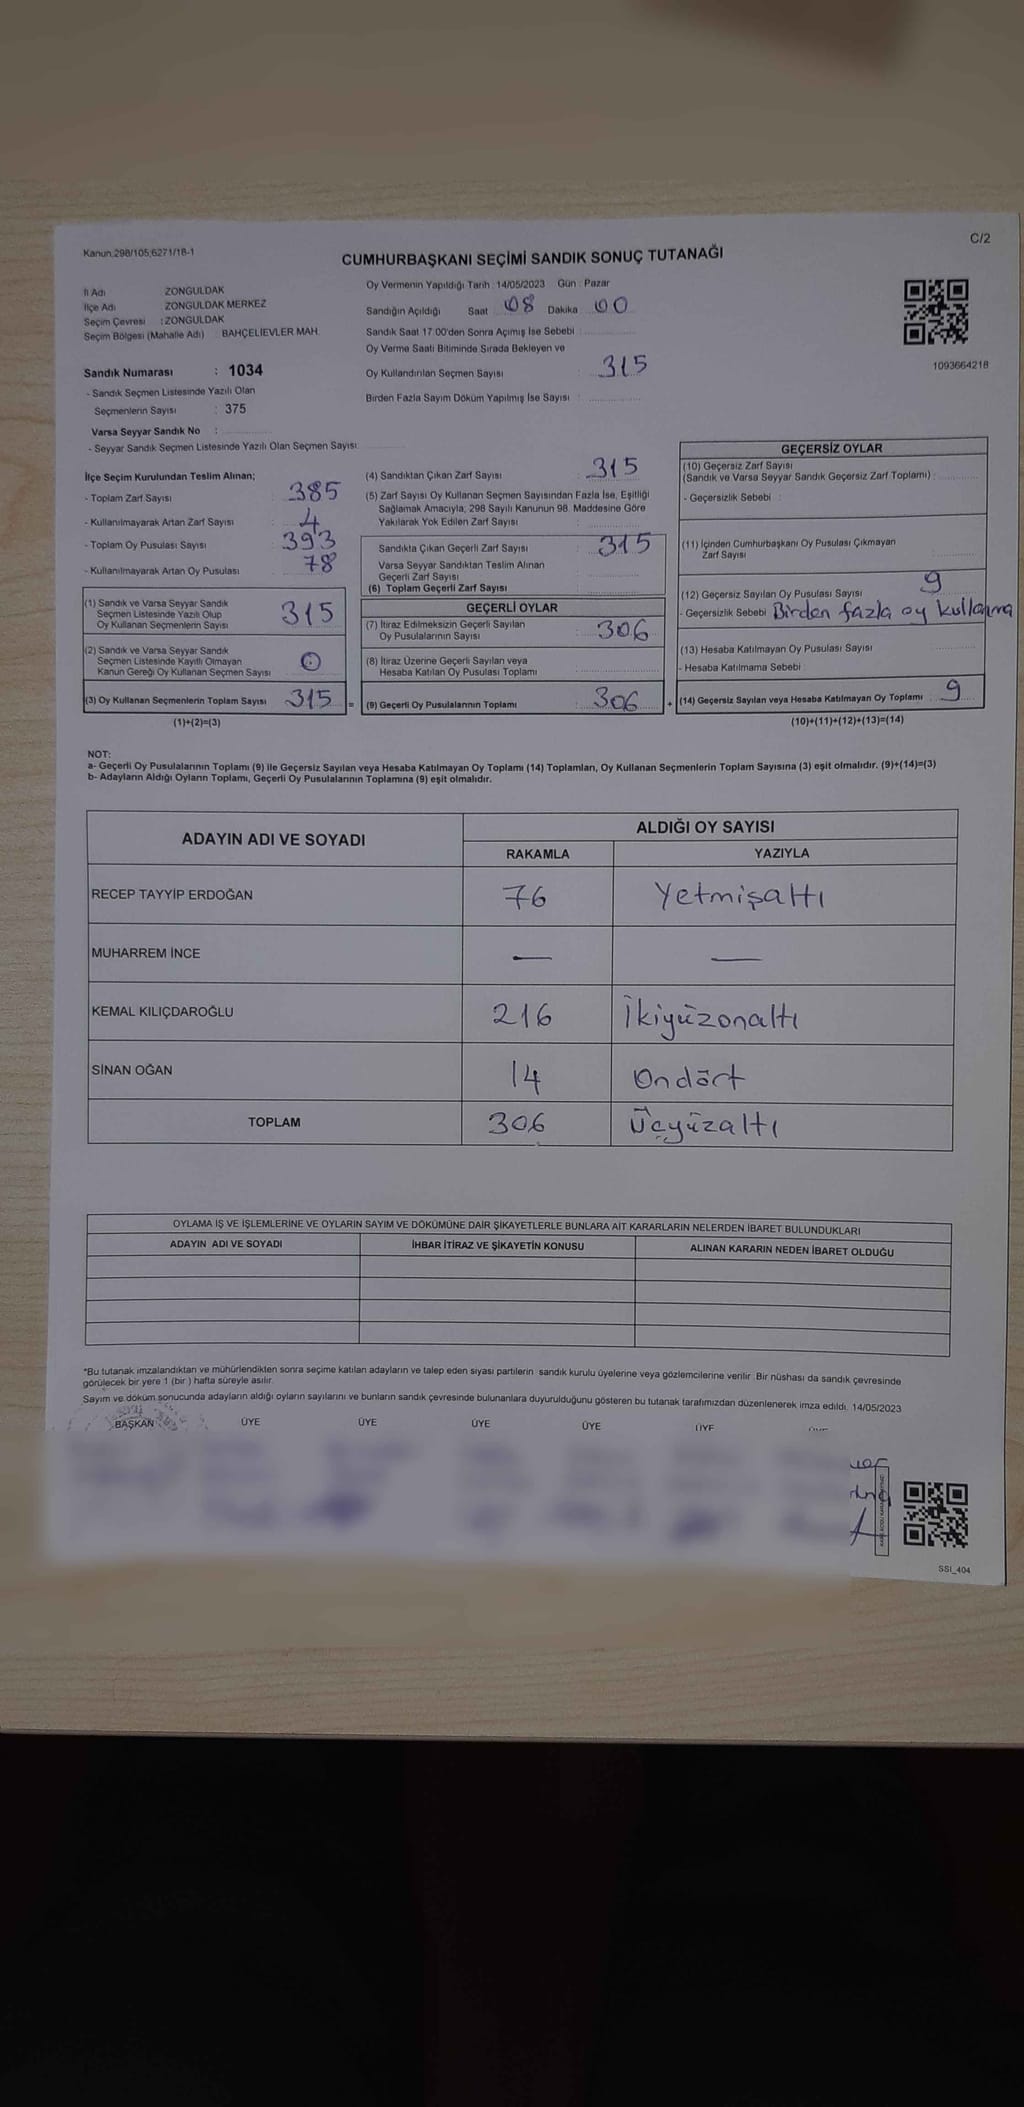 Kanun:298/105;6271/18-1
C/2
CUMHURBAŞKANI SEÇİMİ SANDIK SONUÇ TUTANAĞI
İl Adı : ZONGULDAK
İlçe Adı : ZONGULDAK MERKEZ
Seçim Çevresi : ZONGULDAK
Seçim Bölgesi (Mahalle Adı) : BAHÇELİEVLER MAH.
Sandık Numarası : 1034
- Sandık Seçmen Listesinde Yazılı Olan
Seçmenlerin Sayısı : 375
Varsa Seyyar Sandık No :
- Seyyar Sandık Seçmen Listesinde Yazılı Olan Seçmen Sayısı:
Oy Vermenin Yapıldığı Tarih : 14/05/2023 Gün : Pazar
Sandığın Açıldığı Saat 08 Dakika 00
Sandık Saat 17:00'den Sonra Açımış İse Sebebi :
Oy Verme Saati Bitiminde Sırada Bekleyen ve
Oy Kullandırılan Seçmen Sayısı : 315
Birden Fazla Sayım Döküm Yapılmış İse Sayısı :
1093664218
İlçe Seçim Kurulundan Teslim Alınan;
- Toplam Zarf Sayısı : 385
- Kullanılmayarak Artan Zarf Sayısı : 4
- Toplam Oy Pusulası Sayısı : 393
- Kullanılmayarak Artan Oy Pusulası : 78
(1) Sandık ve Varsa Seyyar Sandık
Seçmen Listesinde Yazılı Olup
Oy Kullanan Seçmenlerin Sayısı 315
(2) Sandık ve Varsa Seyyar Sandık
Seçmen Listesinde Kayıtlı Olmayan
Kanun Gereği Oy Kullanan Seçmen Sayısı 0
(3) Oy Kullanan Seçmenlerin Toplam Sayısı 315 =
(1)+(2)=(3)
(4) Sandıktan Çıkan Zarf Sayısı : 315
(5) Zarf Sayısı Oy Kullanan Seçmen Sayısından Fazla İse, Eşitliği
Sağlamak Amacıyla, 298 Sayılı Kanunun 98. Maddesine Göre
Yakılarak Yok Edilen Zarf Sayısı :
Sandıkta Çıkan Geçerli Zarf Sayısı : 315
Varsa Seyyar Sandıktan Teslim Alınan
Geçerli Zarf Sayısı
(6) Toplam Geçerli Zarf Sayısı
GEÇERLİ OYLAR
(7) İtiraz Edilmeksizin Geçerli Sayılan
Oy Pusulalarının Sayısı : 306
(8) İtiraz Üzerine Geçerli Sayılan veya
Hesaba Katılan Oy Pusulası Toplamı :
(9) Geçerli Oy Pusulalarının Toplamı : 306 +
GEÇERSİZ OYLAR
(10) Geçersiz Zarf Sayısı
(Sandık ve Varsa Seyyar Sandık Geçersiz Zarf Toplamı) :
- Geçersizlik Sebebi :
(11) İçinden Cumhurbaşkanı Oy Pusulası Çıkmayan
Zarf Sayısı
(12) Geçersiz Sayılan Oy Pusulası Sayısı 9
- Geçersizlik Sebebi Birden fazla oy kullanma
(13) Hesaba Katılmayan Oy Pusulası Sayısı
- Hesaba Katılmama Sebebi :
(14) Geçersiz Sayılan veya Hesaba Katılmayan Oy Toplamı 9
(10)+(11)+(12)+(13)=(14)
NOT:
a- Geçerli Oy Pusulalarının Toplamı (9) ile Geçersiz Sayılan veya Hesaba Katılmayan Oy Toplamı (14) Toplamları, Oy Kullanan Seçmenlerin Toplam Sayısına (3) eşit olmalıdır. (9)+(14)=(3)
b- Adayların Aldığı Oyların Toplamı, Geçerli Oy Pusulalarının Toplamına (9) eşit olmalıdır.
ADAYIN ADI VE SOYADI
ALDIĞI OY SAYISI
RAKAMLA YAZIYLA
RECEP TAYYİP ERDOĞAN 76 Yetmişaltı
MUHARREM İNCE — —
KEMAL KILIÇDAROĞLU 216 İkiyüzonaltı
SİNAN OĞAN 14 Ondört
TOPLAM 306 Üçyüzaltı
OYLAMA İŞ VE İŞLEMLERİNE VE OYLARIN SAYIM VE DÖKÜMÜNE DAİR ŞİKAYETLERLE BUNLARA AİT KARARLARIN NELERDEN İBARET BULUNDUKLARI
ADAYIN ADI VE SOYADI İHBAR İTİRAZ VE ŞİKAYETİN KONUSU ALINAN KARARIN NEDEN İBARET OLDUĞU
*Bu tutanak imzalandıktan ve mühürlendikten sonra seçime katılan adayların ve talep eden siyasi partilerin sandık kurulu üyelerine veya gözlemcilerine verilir. Bir nüshası da sandık çevresinde
görülecek bir yere 1 (bir ) hafta süreyle asılır.
Sayım ve döküm sonucunda adayların aldığı oyların sayılarını ve bunların sandık çevresinde bulunanlara duyurulduğunu gösteren bu tutanak tarafımızdan düzenlenerek imza edildi. 14/05/2023
BAŞKAN ÜYE ÜYE ÜYE ÜYE ÜYE
SSI_404